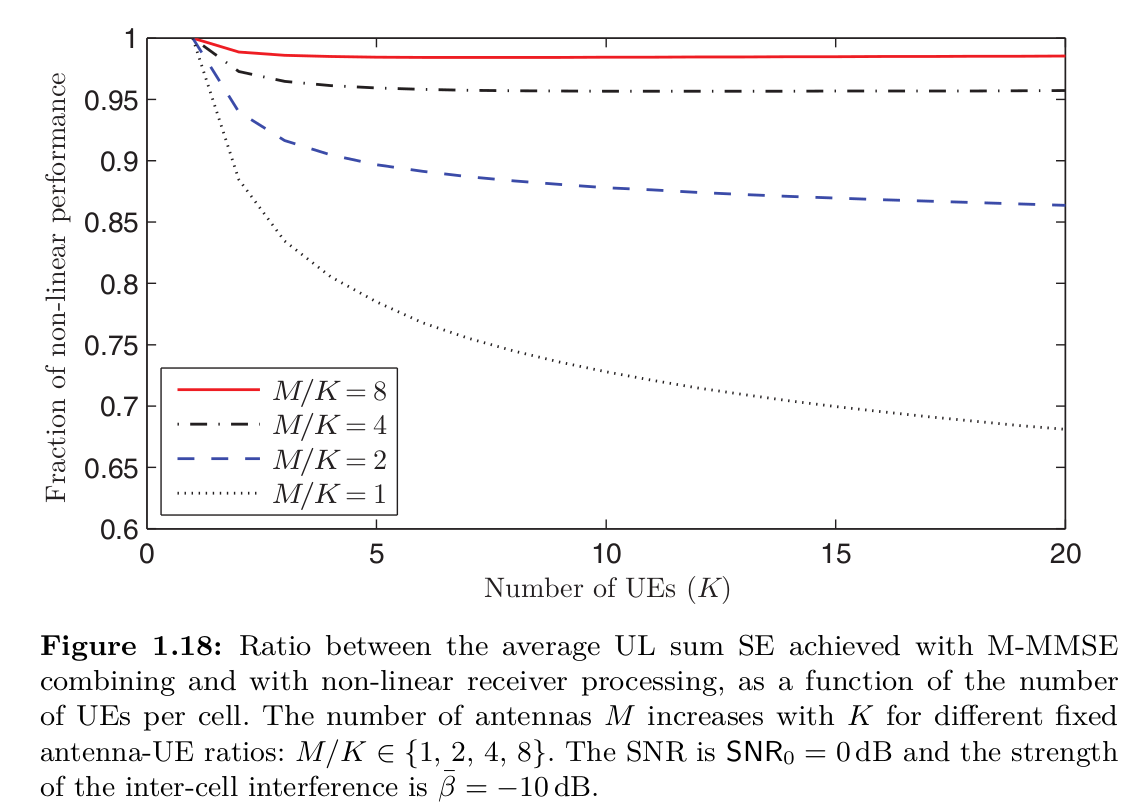 1
0.95
0.9
0.85
0.8
0.75
0.7
0.65
0.6
Fraction of non-linear performance
M/K = 8
M/K = 4
M/K = 2
M/K = 1
0 5 10 15 20
Number of UEs (K)
Figure 1.18: Ratio between the average UL sum SE achieved with M-MMSE
combining and with non-linear receiver processing, as a function of the number
of UEs per cell. The number of antennas M increases with K for different fixed
antenna-UE ratios: M/K ∈ {1, 2, 4, 8}. The SNR is SNR₀ = 0 dB and the strength
of the inter-cell interference is β̄ = −10 dB.